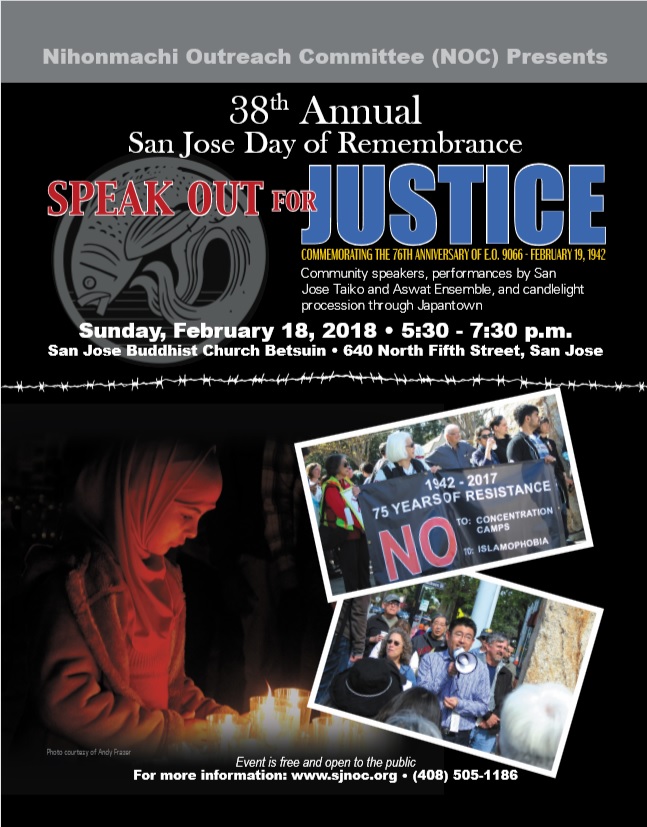 Nihonmachi Outreach Committee (NOC) Presents
38th Annual
San Jose Day of Remembrance
SPEAK OUT FOR JUSTICE
COMMEMORATING THE 76TH ANNIVERSARY OF E.O. 9066 - FEBRUARY 19, 1942
Community speakers, performances by San
Jose Taiko and Aswat Ensemble, and candlelight
procession through Japantown
Sunday, February 18, 2018 • 5:30 - 7:30 p.m.
San Jose Buddhist Church Betsuin • 640 North Fifth Street, San Jose
1942 - 2017
75 YEARS OF RESISTANCE
NO
TO: CONCENTRATION
CAMPS
TO: ISLAMOPHOBIA
Photo courtesy of Andy Frazer
Event is free and open to the public
For more information: www.sjnoc.org • (408) 505-1186